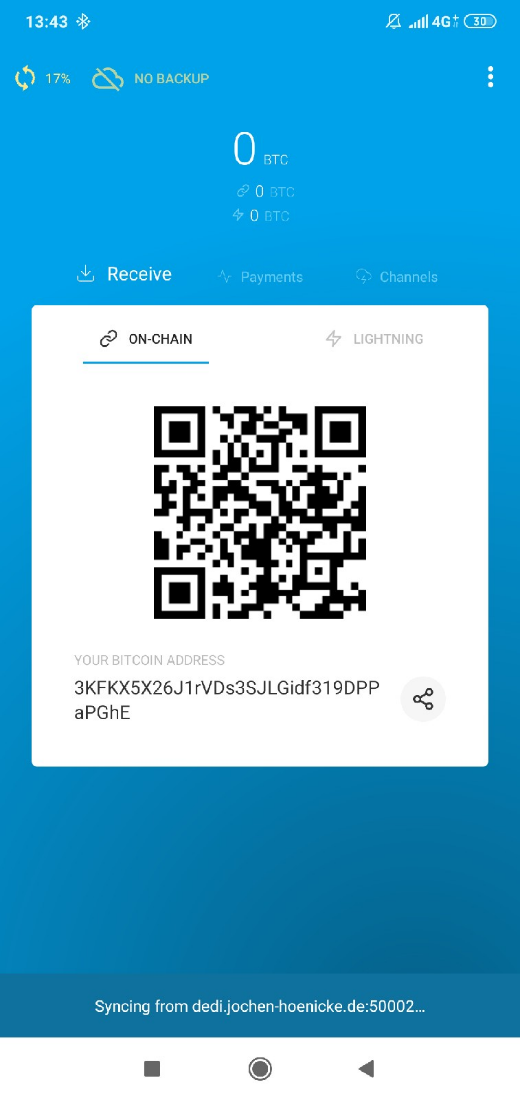 13:43 4G+ 30
17% NO BACKUP
0 BTC
0 BTC
0 BTC
Receive Payments Channels
ON-CHAIN LIGHTNING
YOUR BITCOIN ADDRESS
3KFKX5X26J1rVDs3SJLGidf319DPP
aPGhE
Syncing from dedi.jochen-hoenicke.de:50002...